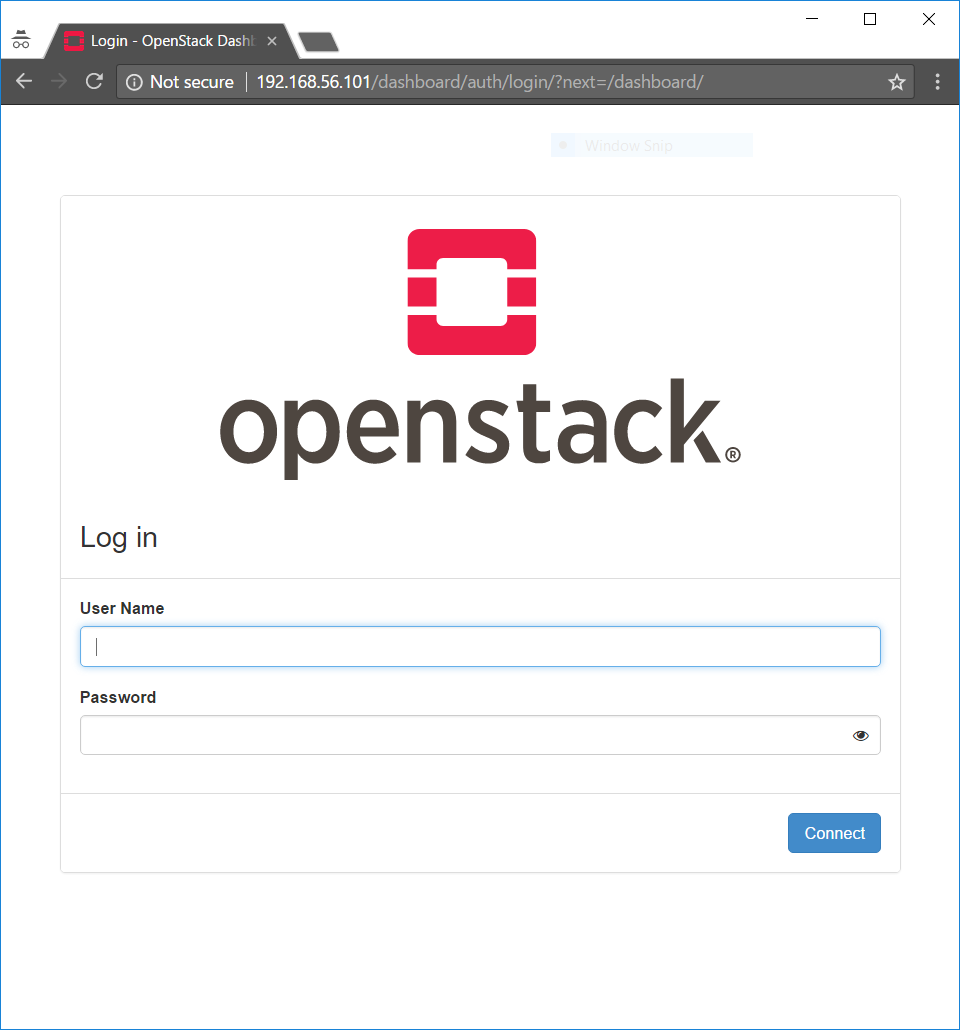 Login - OpenStack Dashb
Not secure 192.168.56.101/dashboard/auth/login/?next=/dashboard/
Window Snip
openstack®
Log in
User Name
Password
Connect